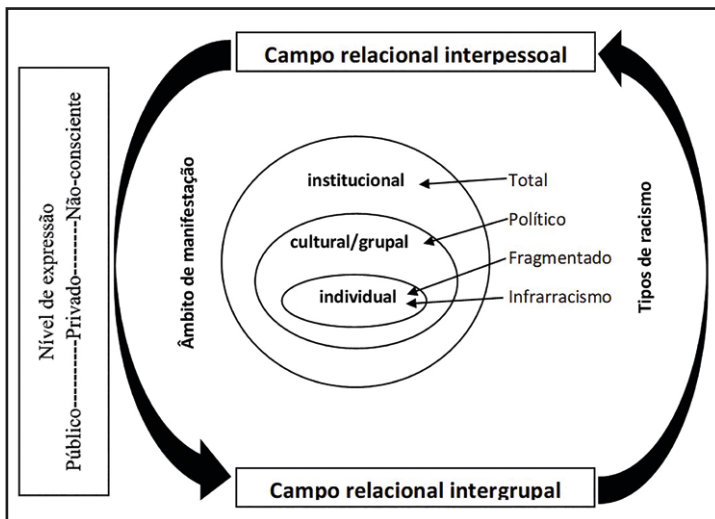 Campo relacional interpessoal
Nível de expressão
Público----------Privado--------Não-consciente
Âmbito de manifestação
institucional
cultural/grupal
individual
Total
Político
Fragmentado
Infrarracismo
Tipos de racismo
Campo relacional intergrupal